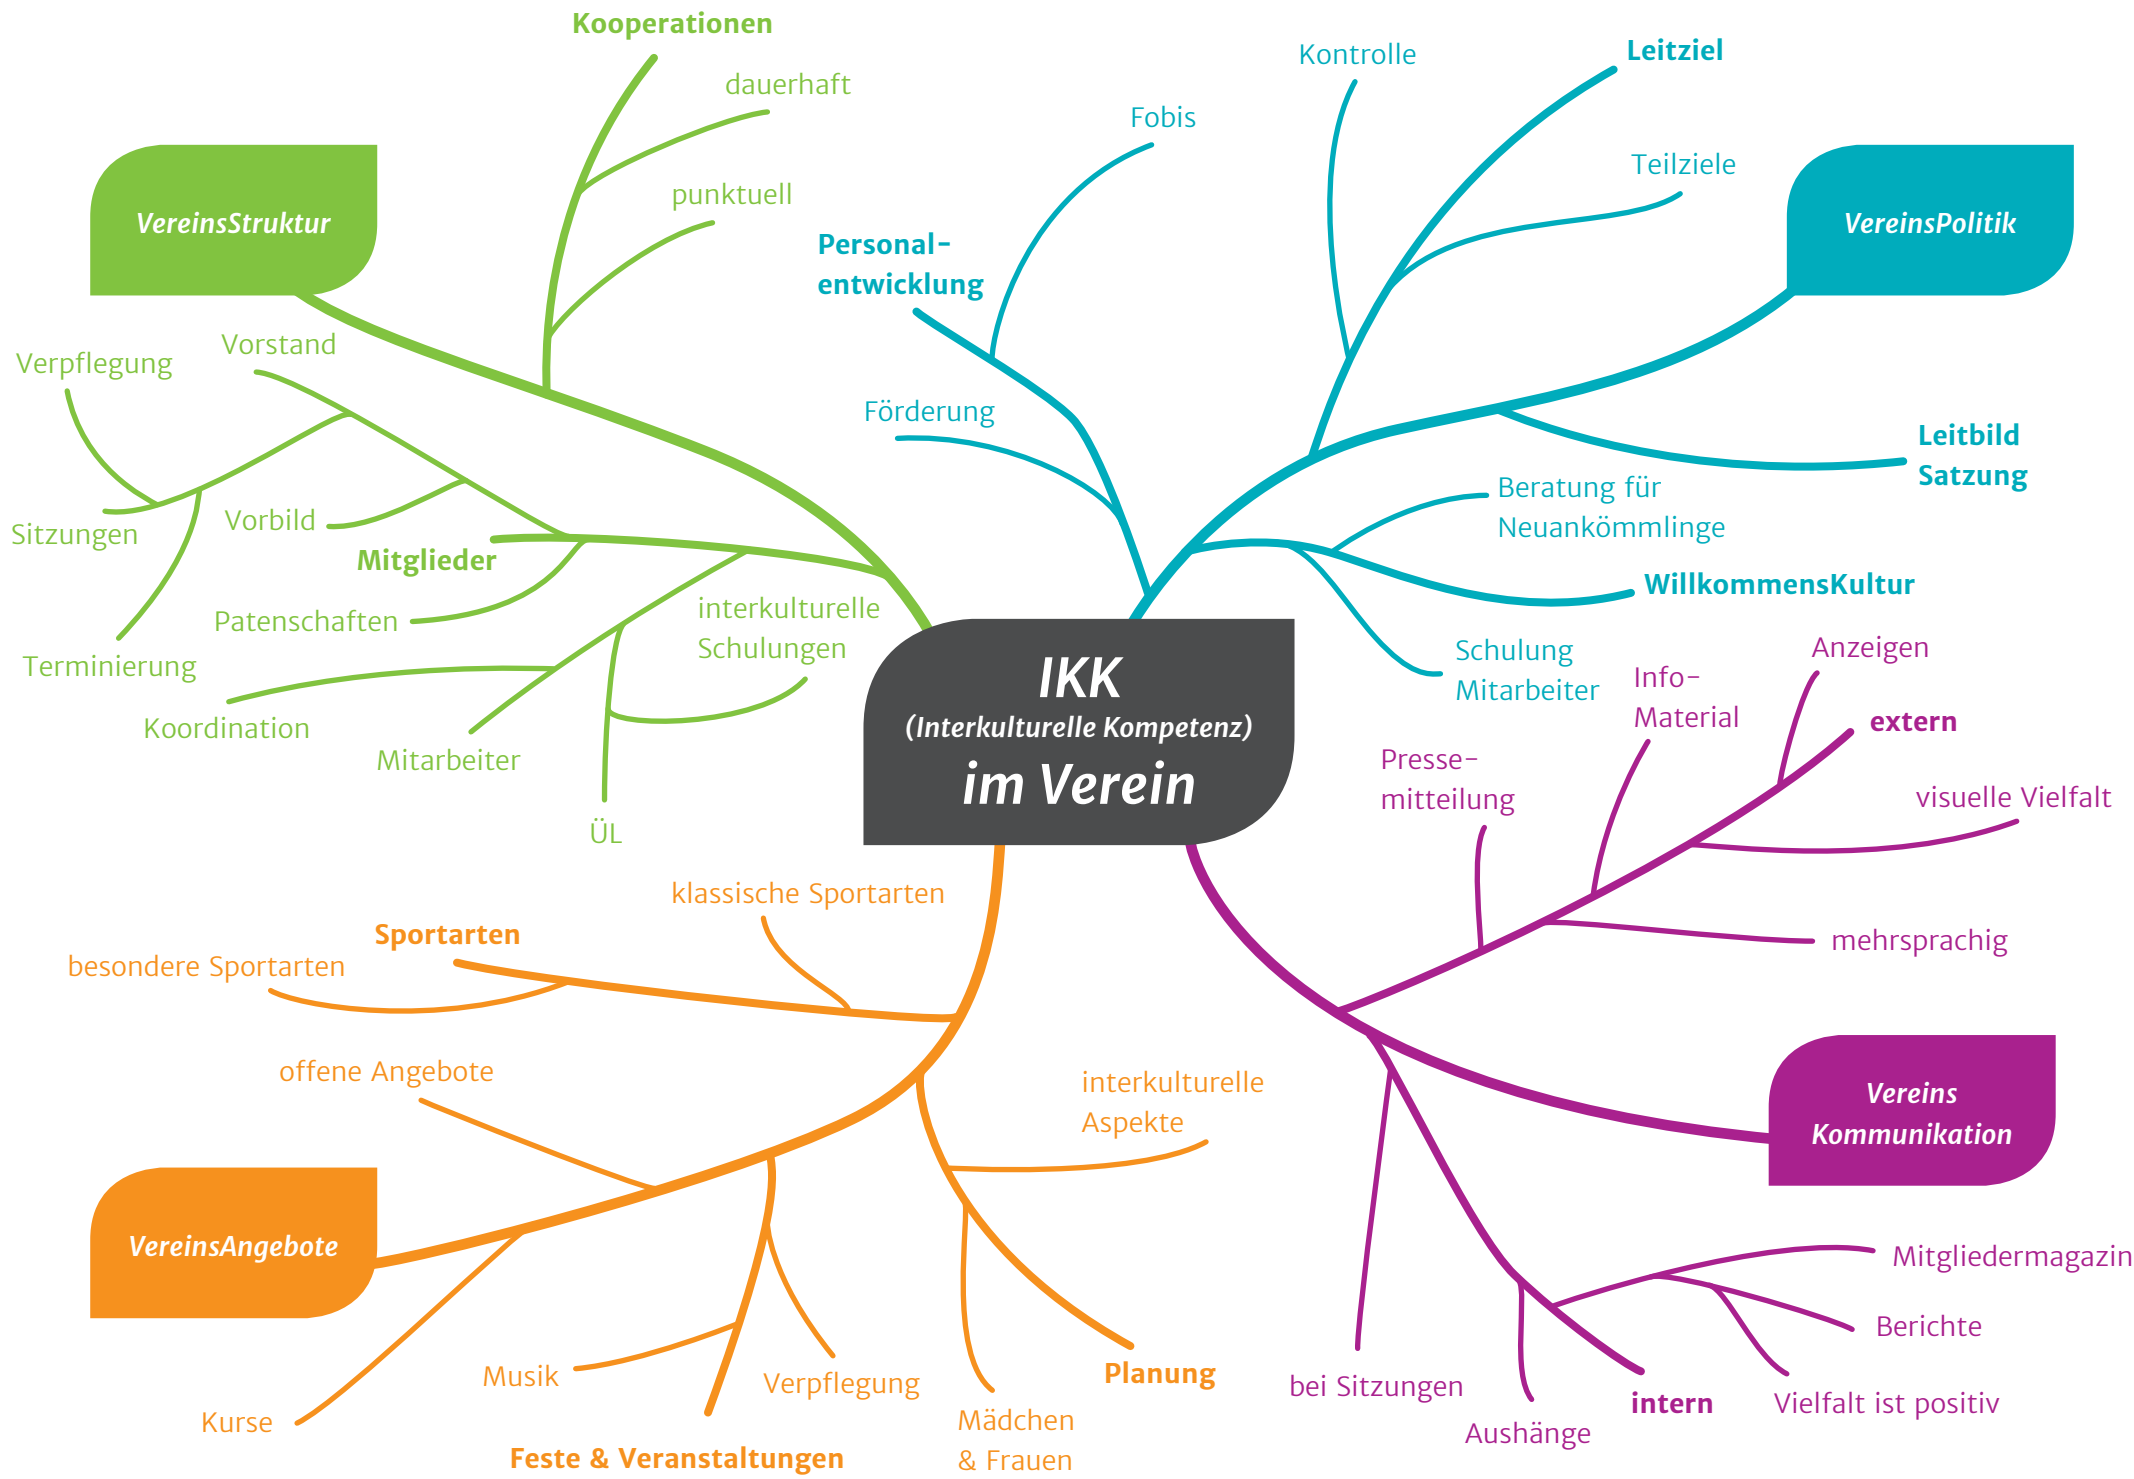 Kooperationen
dauerhaft
punktuell
VereinsStruktur
Vorstand
Verpflegung
Sitzungen
Vorbild
Mitglieder
Patenschaften
Terminierung
Koordination
Mitarbeiter
interkulturelle
Schulungen
ÜL
Kontrolle
Leitziel
Fobis
Teilziele
VereinsPolitik
Personal-
entwicklung
Förderung
Leitbild
Satzung
Beratung für
Neuankömmlinge
WillkommensKultur
Schulung
Mitarbeiter
IKK
(Interkulturelle Kompetenz)
im Verein
Anzeigen
Info-
Material
extern
Presse-
mitteilung
visuelle Vielfalt
mehrsprachig
Vereins
Kommunikation
Mitgliedermagazin
Berichte
Vielfalt ist positiv
intern
Aushänge
bei Sitzungen
klassische Sportarten
Sportarten
besondere Sportarten
offene Angebote
interkulturelle
Aspekte
VereinsAngebote
Planung
Musik
Verpflegung
Kurse
Mädchen
& Frauen
Feste & Veranstaltungen